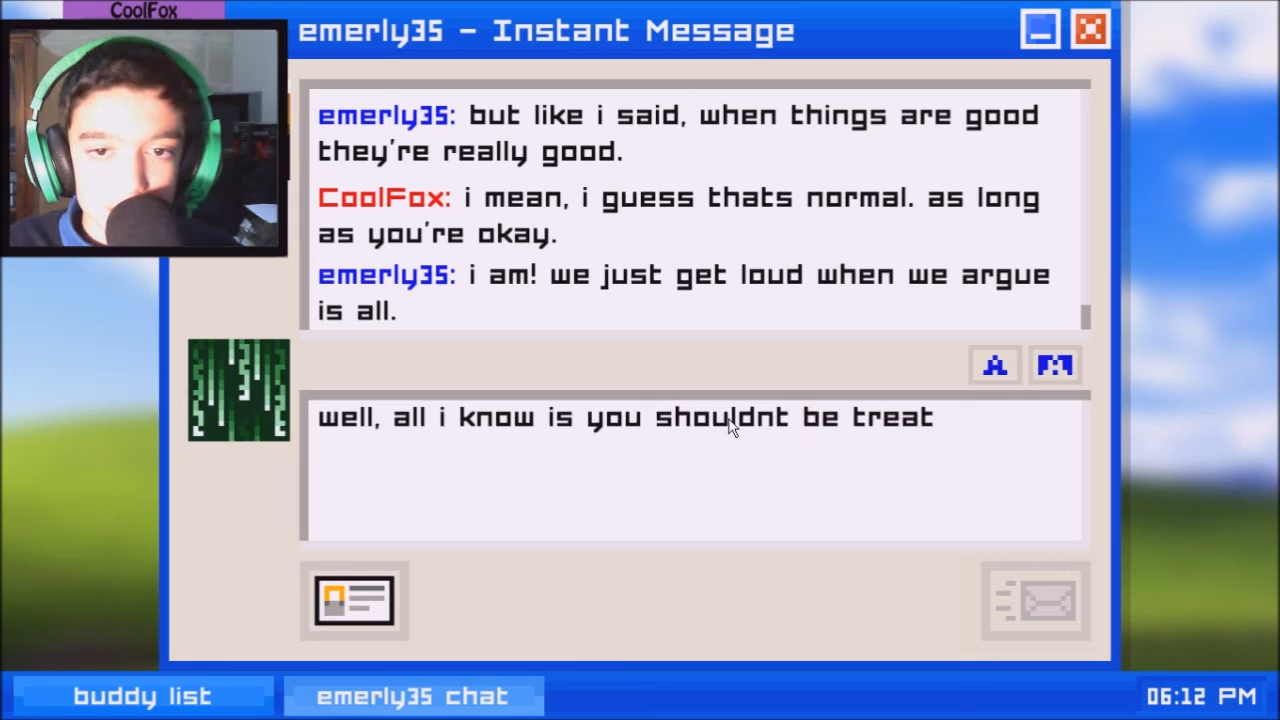 CoolFox
emerly35 - Instant Message
emerly35: but like i said, when things are good
they're really good.
CoolFox: i mean, i guess thats normal. as long
as you're okay.
emerly35: i am! we just get loud when we argue
is all.
A
well, all i know is you shouldnt be treat
buddy list
emerly35 chat
06:12 PM